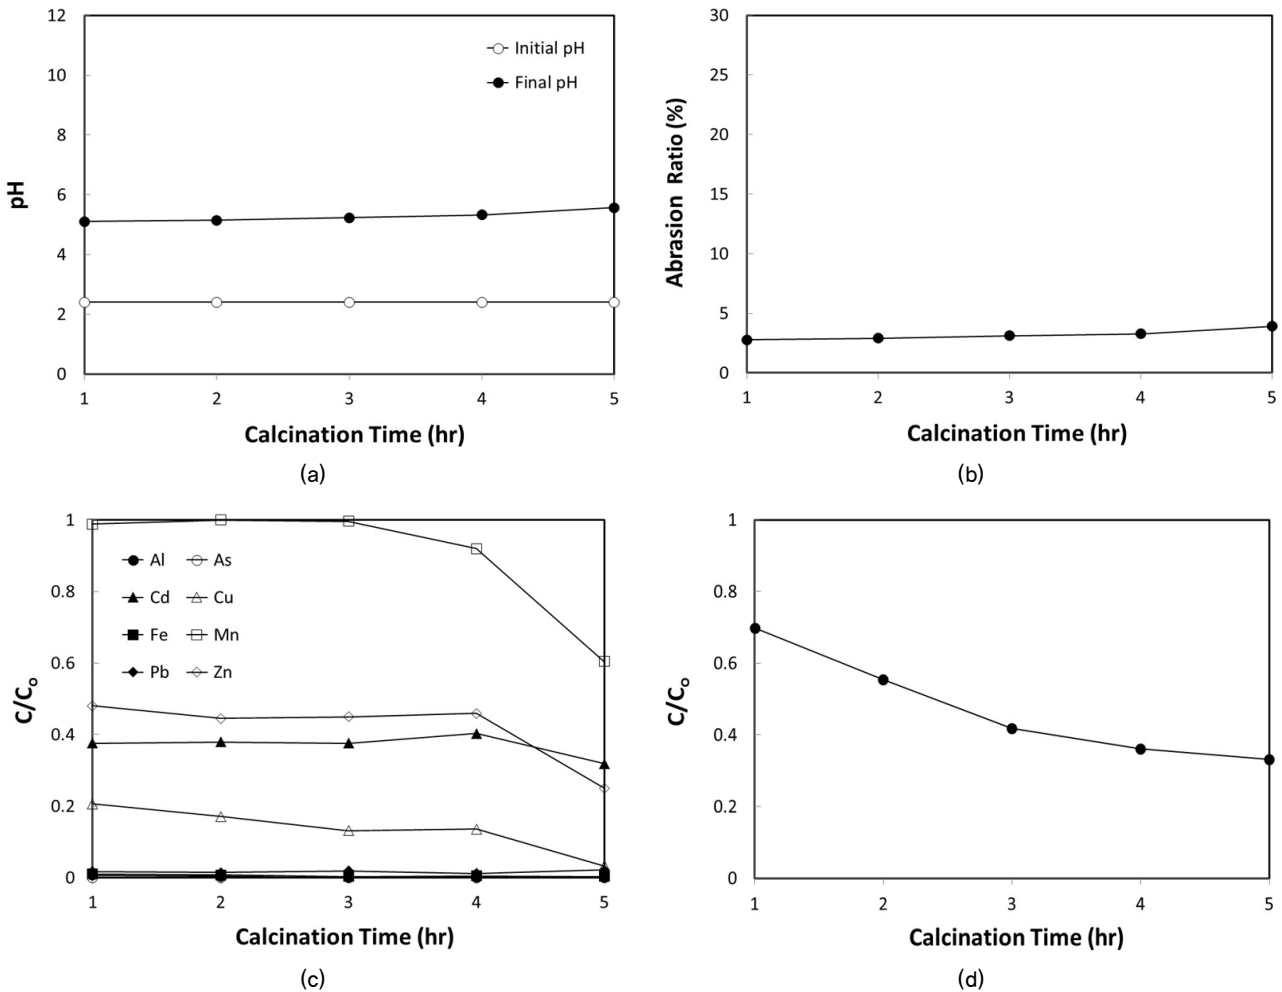 12
10
8
6
4
2
0
pH
Initial pH
Final pH
1 2 3 4 5
Calcination Time (hr)
(a)
30
25
20
15
10
5
0
Abrasion Ratio (%)
1 2 3 4 5
Calcination Time (hr)
(b)
1
0.8
0.6
0.4
0.2
0
C/Co
Al As
Cd Cu
Fe Mn
Pb Zn
1 2 3 4 5
Calcination Time (hr)
(c)
1
0.8
0.6
0.4
0.2
0
C/Co
1 2 3 4 5
Calcination Time (hr)
(d)